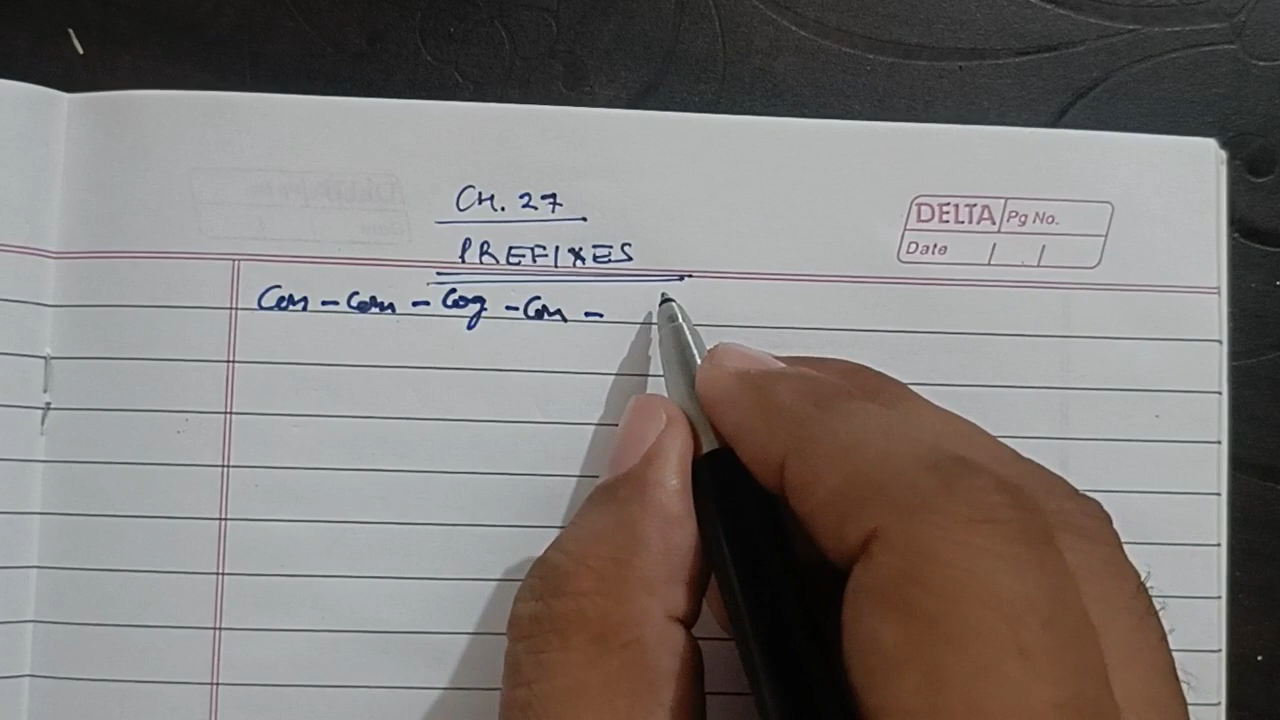 CH. 27
PREFIXES
DELTA Pg No.
Date / /
Con - Com - Cog - Con -